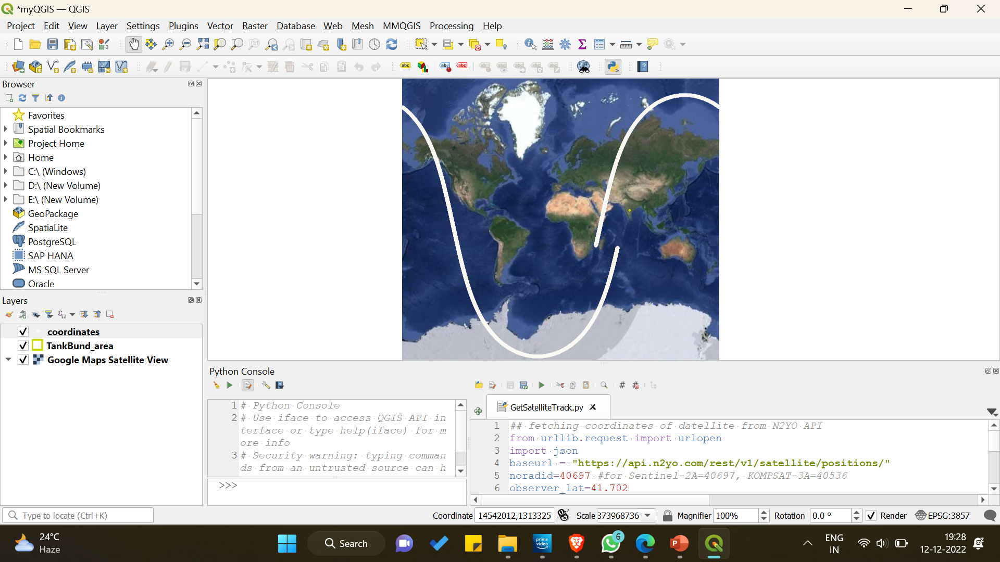 *myQGIS — QGIS
Project Edit View Layer Settings Plugins Vector Raster Database Web Mesh MMQGIS Processing Help
Browser
Favorites
Spatial Bookmarks
Project Home
Home
C:\ (Windows)
D:\ (New Volume)
E:\ (New Volume)
GeoPackage
SpatiaLite
PostgreSQL
SAP HANA
MS SQL Server
Oracle
Layers
coordinates
TankBund_area
Google Maps Satellite View
Python Console
1 # Python Console
2 # Use iface to access QGIS API in
terface or type help(iface) for m
ore info
3 # Security warning: typing comman
ds from an untrusted source can h
>>>
GetSatelliteTrack.py
1 ## fetching coordinates of datellite from N2YO API
2 from urllib.request import urlopen
3 import json
4 baseurl = "https://api.n2yo.com/rest/v1/satellite/positions/"
5 noradid=40697 #for Sentinel-2A=40697, KOMPSAT-3A=40536
6 observer_lat=41.702
Type to locate (Ctrl+K)
Coordinate 14542012,1313325 Scale 373968736 Magnifier 100% Rotation 0.0 ° Render EPSG:3857
24°C
Haze
Search
prime
video
6
ENG
IN
19:28
12-12-2022